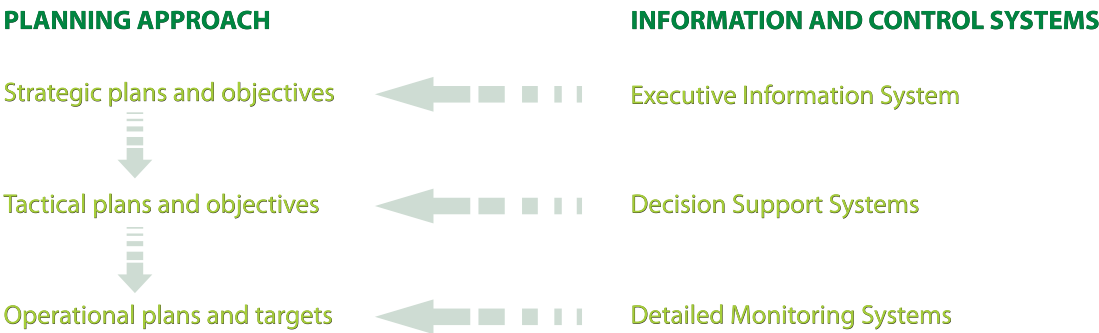 PLANNING APPROACH
INFORMATION AND CONTROL SYSTEMS
Strategic plans and objectives
Executive Information System
Tactical plans and objectives
Decision Support Systems
Operational plans and targets
Detailed Monitoring Systems